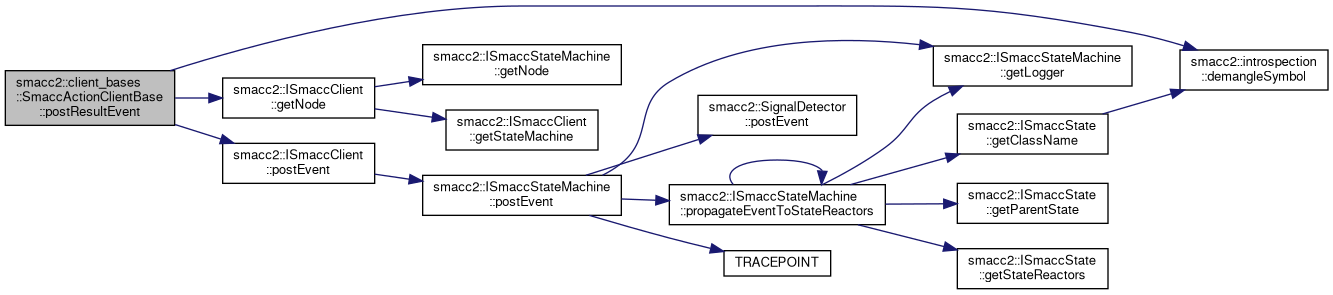 smacc2::client_bases
::SmaccActionClientBase
::postResultEvent
smacc2::ISmaccClient
::getNode
smacc2::ISmaccClient
::postEvent
smacc2::ISmaccStateMachine
::getNode
smacc2::ISmaccClient
::getStateMachine
smacc2::ISmaccStateMachine
::postEvent
smacc2::SignalDetector
::postEvent
smacc2::ISmaccStateMachine
::propagateEventToStateReactors
TRACEPOINT
smacc2::ISmaccStateMachine
::getLogger
smacc2::ISmaccState
::getClassName
smacc2::ISmaccState
::getParentState
smacc2::ISmaccState
::getStateReactors
smacc2::introspection
::demangleSymbol